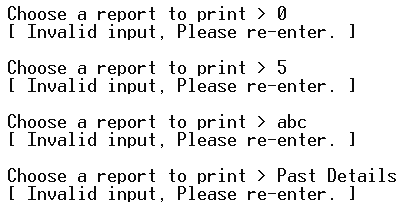 Choose a report to print > 0
[ Invalid input, Please re-enter. ]
Choose a report to print > 5
[ Invalid input, Please re-enter. ]
Choose a report to print > abc
[ Invalid input, Please re-enter. ]
Choose a report to print > Past Details
[ Invalid input, Please re-enter. ]